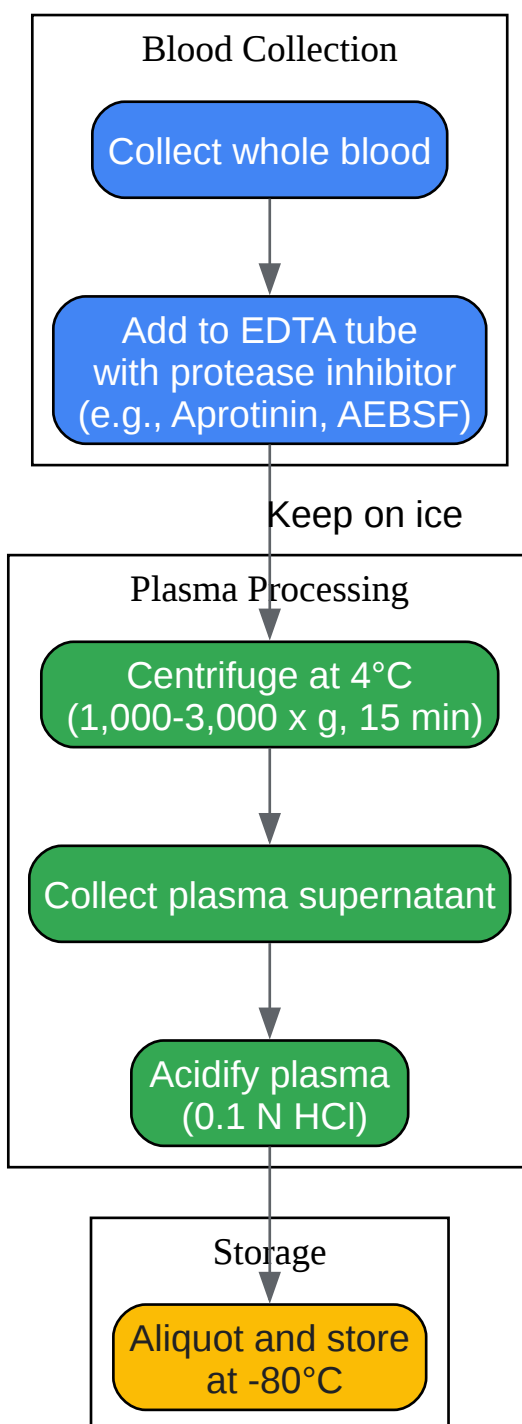 Blood Collection
Collect whole blood
Add to EDTA tube
with protease inhibitor
(e.g., Aprotinin, AEBSF)
Keep on ice
Plasma Processing
Centrifuge at 4°C
(1,000-3,000 x g, 15 min)
Collect plasma supernatant
Acidify plasma
(0.1 N HCl)
Storage
Aliquot and store
at -80°C